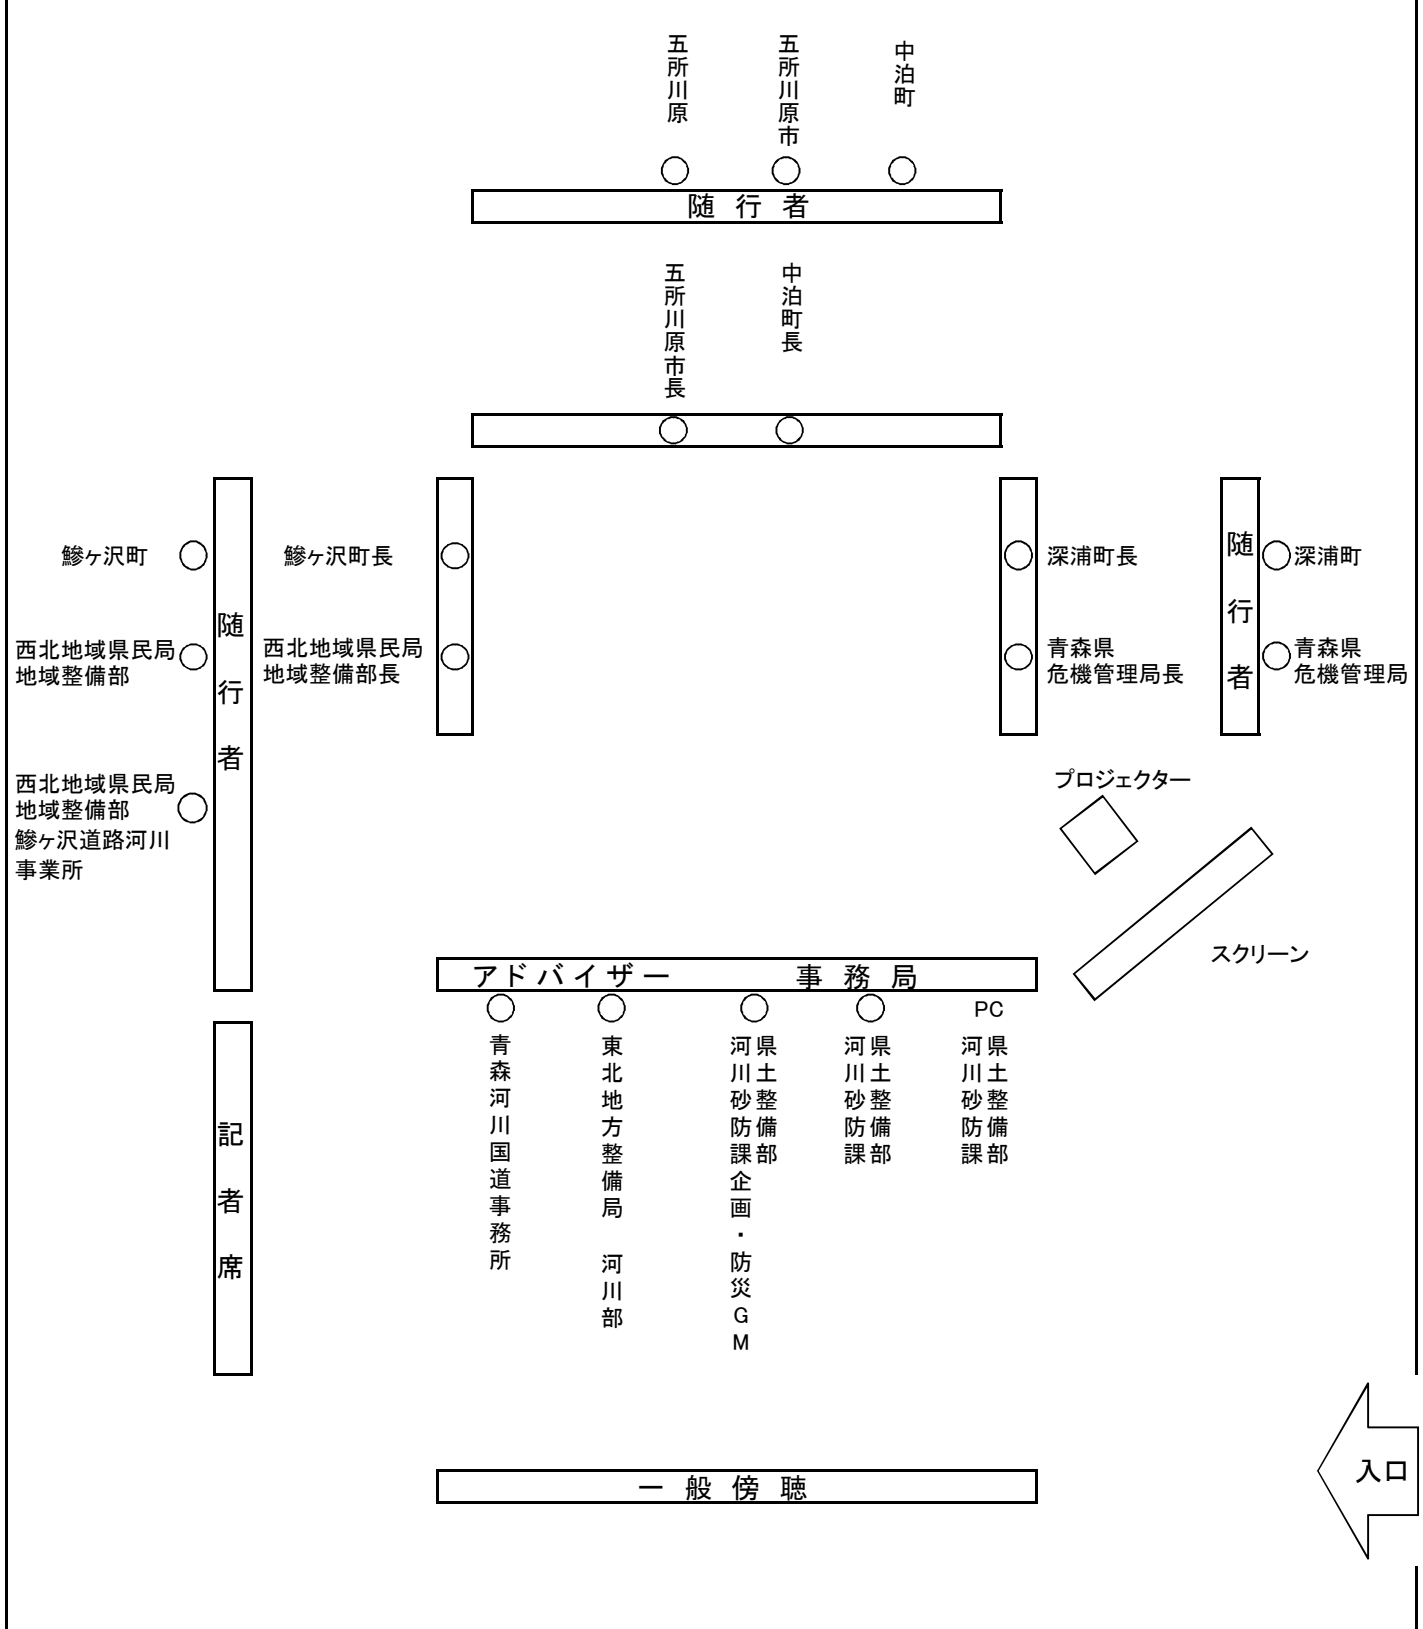 五所川原
五所川原市
中泊町
随行者
五所川原市長
中泊町長
鰺ヶ沢町
鰺ヶ沢町長
深浦町長
深浦町
西北地域県民局
地域整備部
西北地域県民局
地域整備部長
青森県
危機管理局長
青森県
危機管理局
随行者
随行者
西北地域県民局
地域整備部
鰺ヶ沢道路河川
事業所
プロジェクター
スクリーン
アドバイザー
事務局
PC
青森河川国道事務所
東北地方整備局 河川部
県土整備部
河川砂防課企画・防災GM
県土整備部
河川砂防課
県土整備部
河川砂防課
記者席
入口
一般傍聴